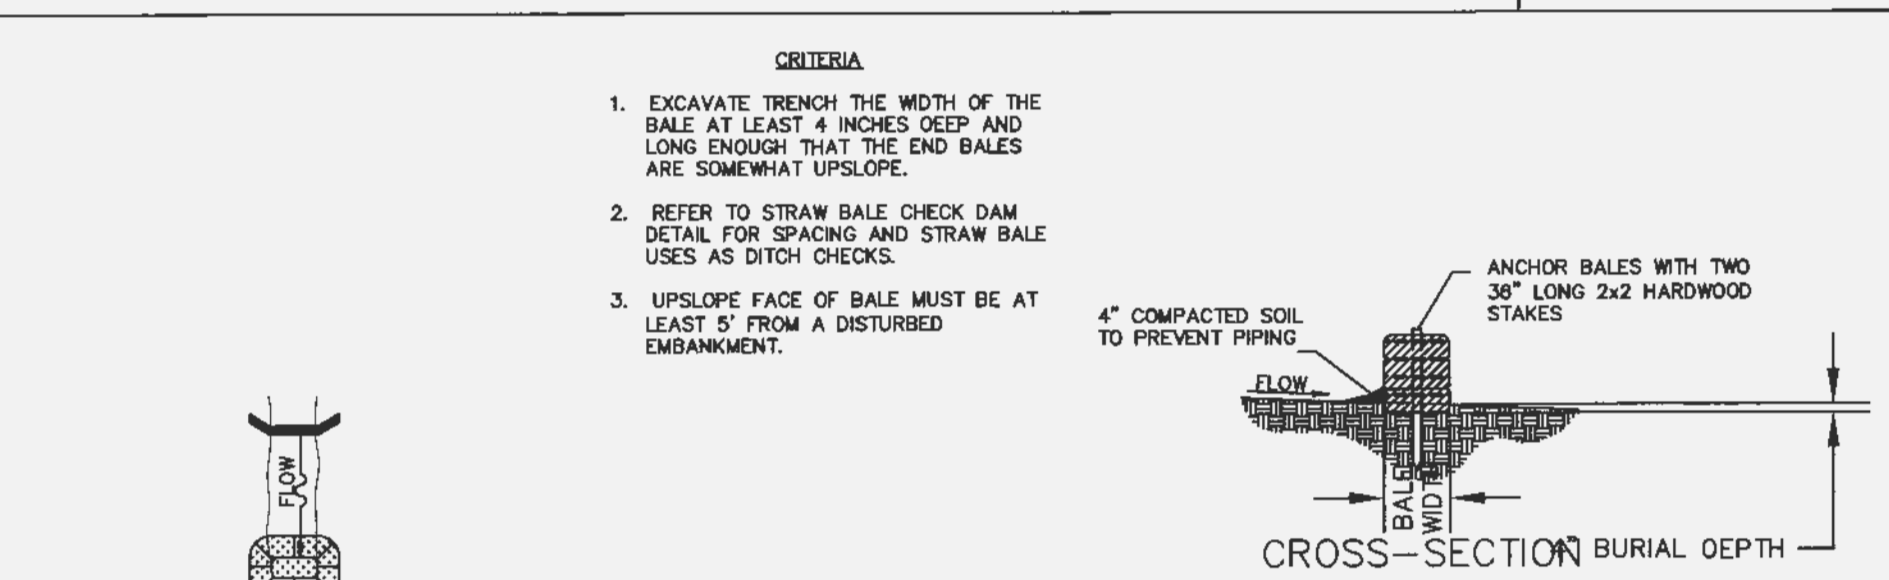 CRITERIA
1. EXCAVATE TRENCH THE WIDTH OF THE
BALE AT LEAST 4 INCHES OEEP AND
LONG ENOUGH THAT THE END BALES
ARE SOMEWHAT UPSLOPE.
2. REFER TO STRAW BALE CHECK DAM
DETAIL FOR SPACING AND STRAW BALE
USES AS DITCH CHECKS.
3. UPSLOPE FACE OF BALE MUST BE AT
LEAST 5' FROM A DISTURBED
EMBANKMENT.
ANCHOR BALES WITH TWO
36" LONG 2x2 HARDWOOD
STAKES
4" COMPACTED SOIL
TO PREVENT PIPING
FLOW
FLOW
BALE
WIDTH
CROSS-SECTION
4" BURIAL OEPTH